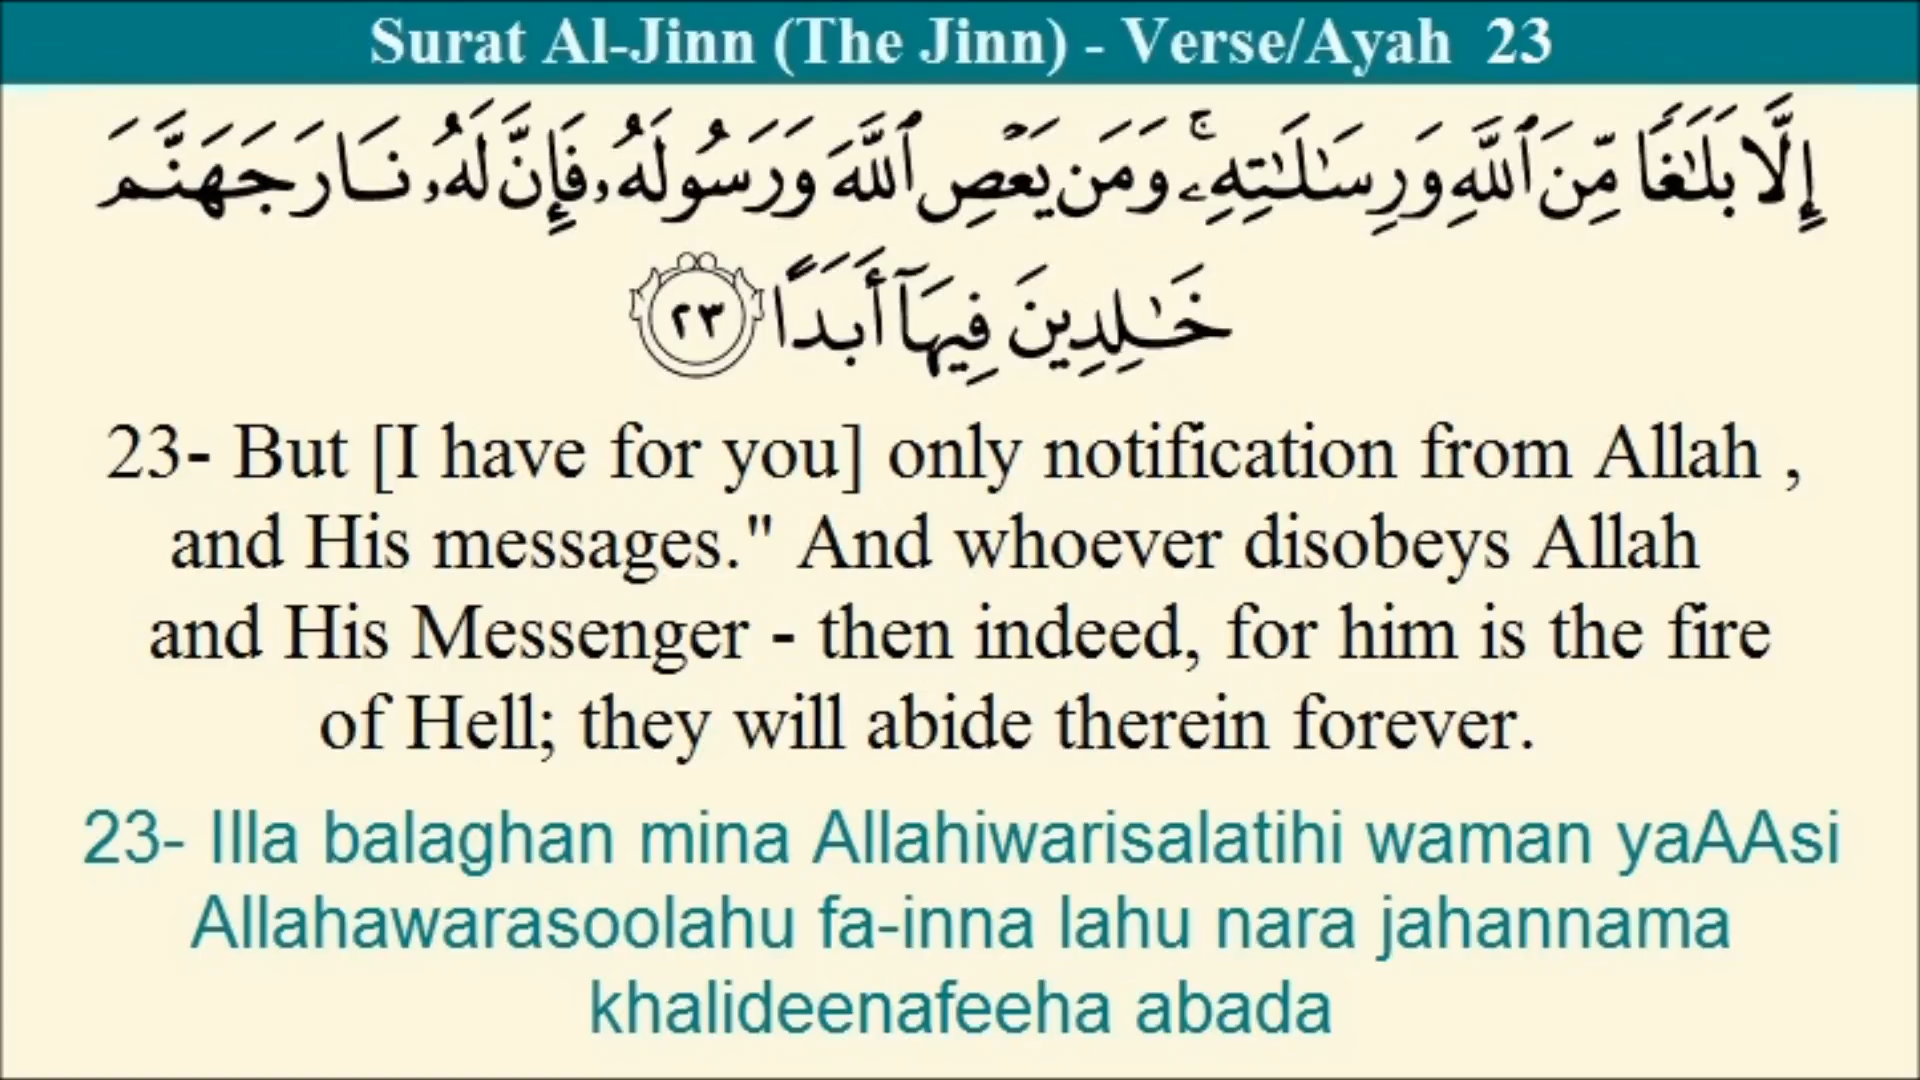 Surat Al-Jinn (The Jinn) - Verse/Ayah 23
إِلَّا بَلَٰغًا مِّنَ ٱللَّهِ وَرِسَٰلَٰتِهِۦ ۚ وَمَن يَعْصِ ٱللَّهَ وَرَسُولَهُۥ فَإِنَّ لَهُۥ نَارَ جَهَنَّمَ
خَٰلِدِينَ فِيهَآ أَبَدًا ٢٣
23- But [I have for you] only notification from Allah ,
and His messages." And whoever disobeys Allah
and His Messenger - then indeed, for him is the fire
of Hell; they will abide therein forever.
23- Illa balaghan mina Allahiwarisalatihi waman yaAAsi
Allahawarasoolahu fa-inna lahu nara jahannama
khalideenafeeha abada